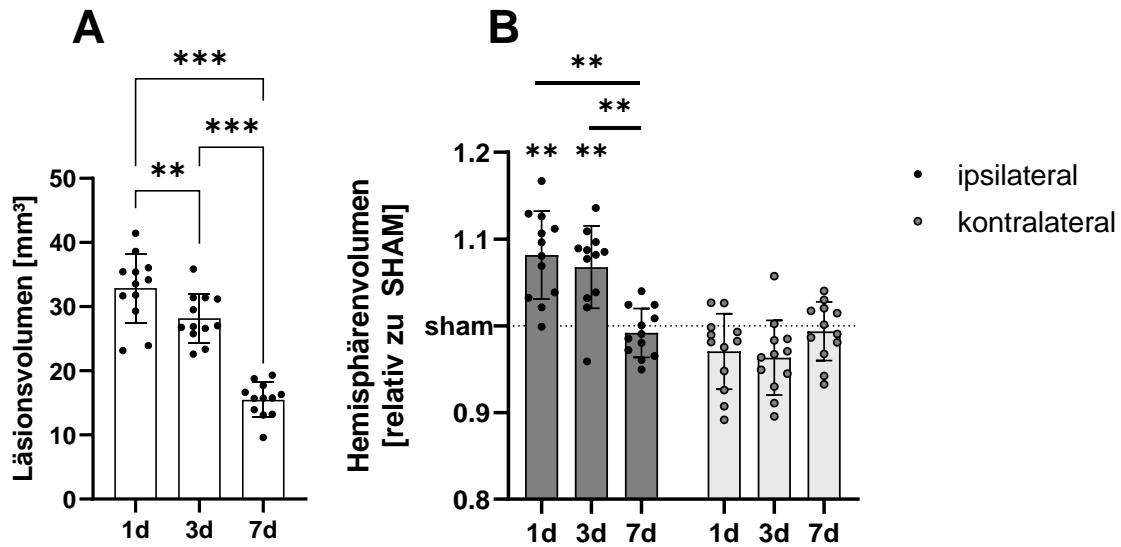 A
***
***
**
Läsionsvolumen [mm³]
50
40
30
20
10
0
1d 3d 7d
B
**
**
** **
Hemisphärenvolumen
[relativ zu SHAM]
1.2
1.1
sham
0.9
0.8
1d 3d 7d 1d 3d 7d
ipsilateral
kontralateral